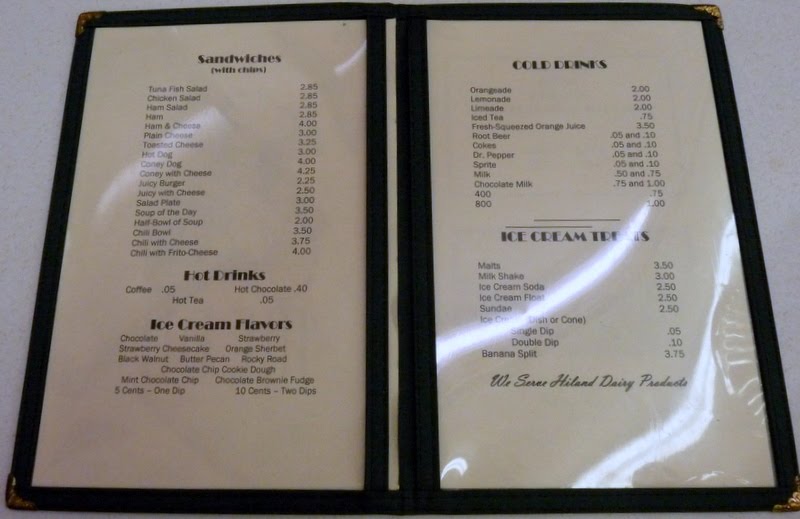 Sandwiches
(with chips)
Tuna Fish Salad 2.85
Chicken Salad 2.85
Ham Salad 2.85
Ham 2.85
Ham & Cheese 4.00
Plain Cheese 3.00
Toasted Cheese 3.25
Hot Dog 3.00
Coney Dog 4.00
Coney with Cheese 4.25
Juicy Burger 2.25
Juicy with Cheese 2.50
Salad Plate 3.00
Soup of the Day 3.50
Half-Bowl of Soup 2.00
Chili Bowl 3.50
Chili with Cheese 3.75
Chili with Frito-Cheese 4.00
Hot Drinks
Coffee .05 Hot Chocolate .40
Hot Tea .05
Ice Cream Flavors
Chocolate Vanilla Strawberry
Strawberry Cheesecake Orange Sherbet
Black Walnut Butter Pecan Rocky Road
Chocolate Chip Cookie Dough
Mint Chocolate Chip Chocolate Brownie Fudge
5 Cents – One Dip 10 Cents – Two Dips
COLD DRINKS
Orangeade 2.00
Lemonade 2.00
Limeade 2.00
Iced Tea .75
Fresh-Squeezed Orange Juice 3.50
Root Beer .05 and .10
Cokes .05 and .10
Dr. Pepper .05 and .10
Sprite .05 and .10
Milk .50 and .75
Chocolate Milk .75 and 1.00
400 .75
800 1.00
ICE CREAM TREATS
Malts 3.50
Milk Shake 3.00
Ice Cream Soda 2.50
Ice Cream Float 2.50
Sundae 2.50
Ice Cream (Dish or Cone)
Single Dip .05
Double Dip .10
Banana Split 3.75
We Serve Hiland Dairy Products